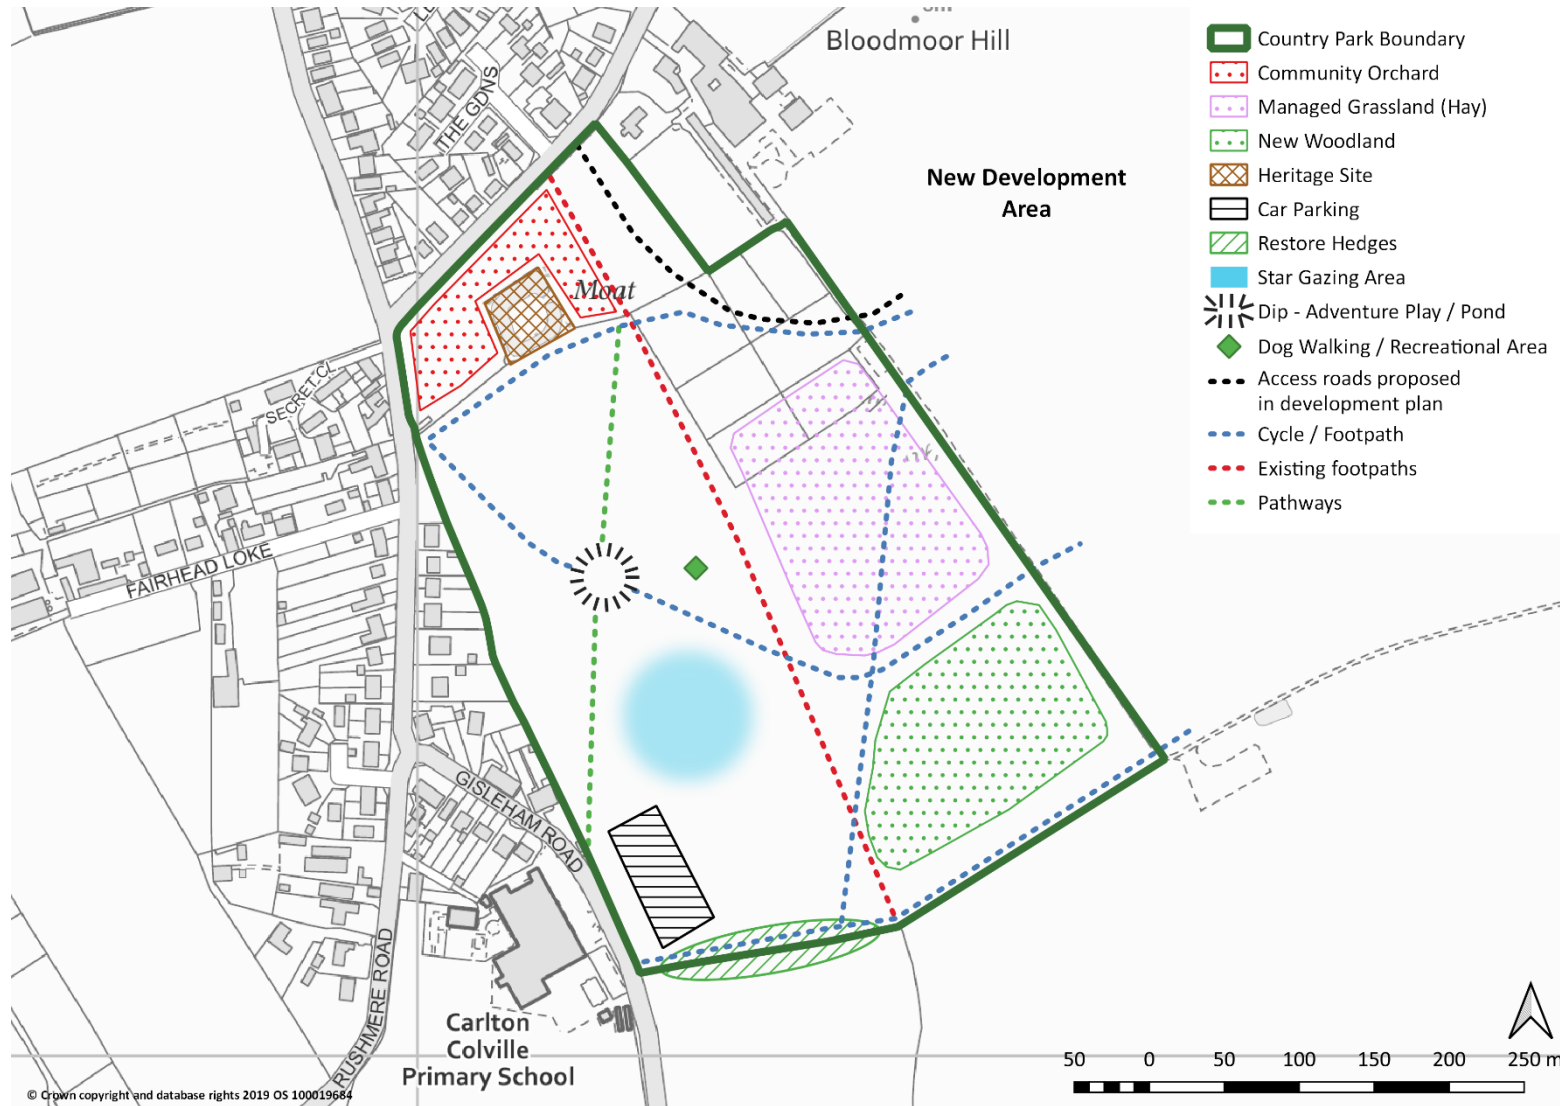 Bloodmoor Hill
THE GDNS
New Development
Area
Moat
SECRET CL
FAIRHEAD LOKE
GISLEHAM ROAD
RUSHMERE ROAD
Carlton
Colville
Primary School
Country Park Boundary
Community Orchard
Managed Grassland (Hay)
New Woodland
Heritage Site
Car Parking
Restore Hedges
Star Gazing Area
Dip - Adventure Play / Pond
Dog Walking / Recreational Area
Access roads proposed
in development plan
Cycle / Footpath
Existing footpaths
Pathways
50 0 50 100 150 200 250 m
© Crown copyright and database rights 2019 OS 100019684